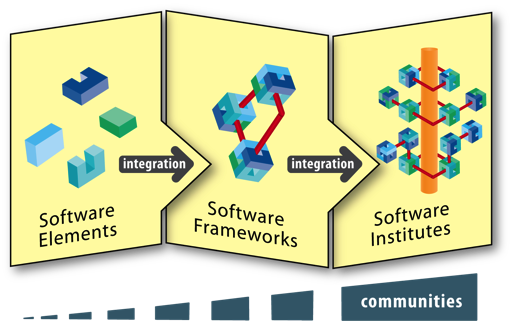 integration
integration
Software
Elements
Software
Frameworks
Software
Institutes
communities